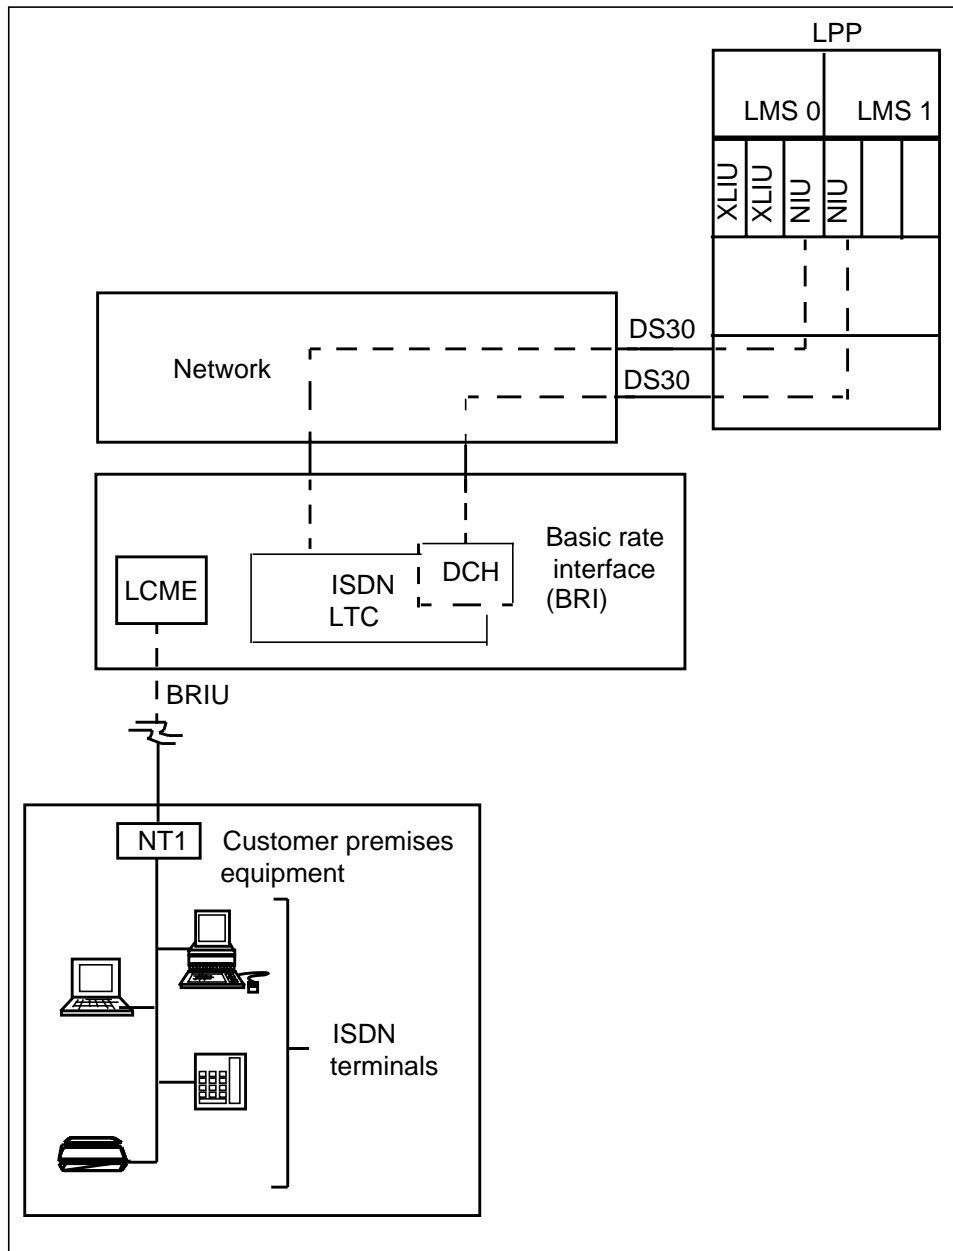 LPP
LMS 0
LMS 1
XLIU
XLIU
NIU
NIU
DS30
Network
DS30
Basic rate
interface
(BRI)
DCH
ISDN
LTC
LCME
BRIU
NT1
Customer premises
equipment
ISDN
terminals